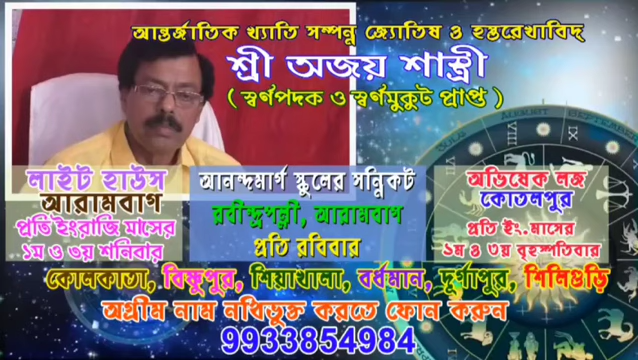 আন্তর্জাতিক খ্যাতি সম্পন্ন জ্যোতিষ ও হস্তরেখাবিদ্
শ্রী অজয় শাস্ত্রী
( স্বর্ণপদক ও স্বর্ণমুকুট প্রাপ্ত )
লাইট হাউস
আরামবাগ
প্রতি ইংরাজি মাসের
১ম ও ৩য় শনিবার
আনন্দমার্গ স্কুলের সন্নিকট
রবীন্দ্রপল্লী, আরামবাগ
প্রতি রবিবার
অভিষেক লজ
কোতলপুর
প্রতি ইং.মাসের
১ম ও ৩য় বৃহস্পতিবার
কোলকাতা, বিষ্ণুপুর, শিয়াখালা, বর্ধমান, দুর্গাপুর, শিলিগুড়ি
অগ্রীম নাম নথিভুক্ত করতে ফোন করুন
9933854984